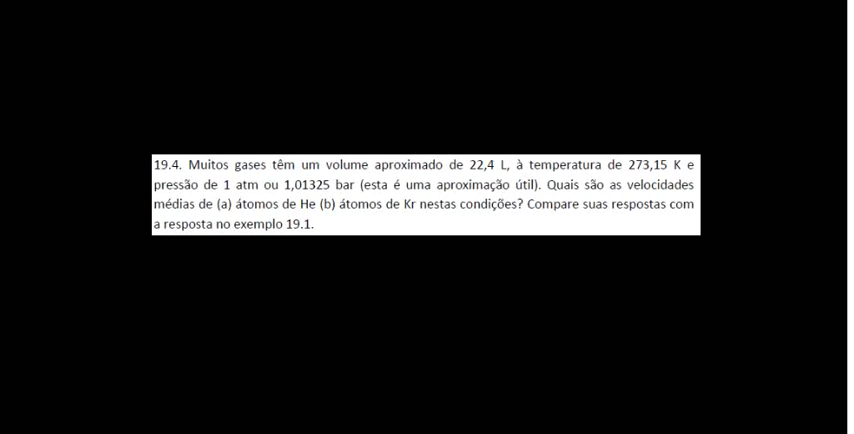 19.4. Muitos gases têm um volume aproximado de 22,4 L, à temperatura de 273,15 K e
pressão de 1 atm ou 1,01325 bar (esta é uma aproximação útil). Quais são as velocidades
médias de (a) átomos de He (b) átomos de Kr nestas condições? Compare suas respostas com
a resposta no exemplo 19.1.